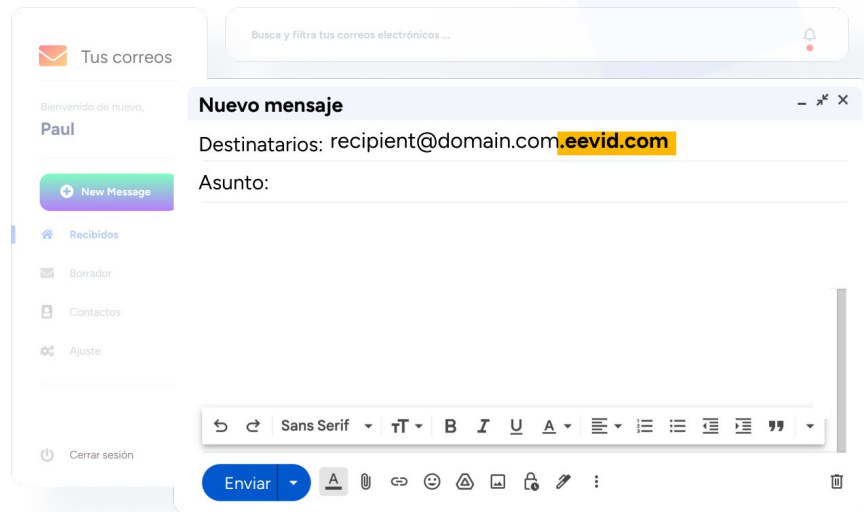 Busca y filtra tus correos electrónicos ...
Tus correos
Bienvenido de nuevo,
Paul
New Message
Recibidos
Borrador
Contactos
Ajuste
Cerrar sesión
Nuevo mensaje
Destinatarios: recipient@domain.com.eevid.com
Asunto:
Sans Serif
Enviar